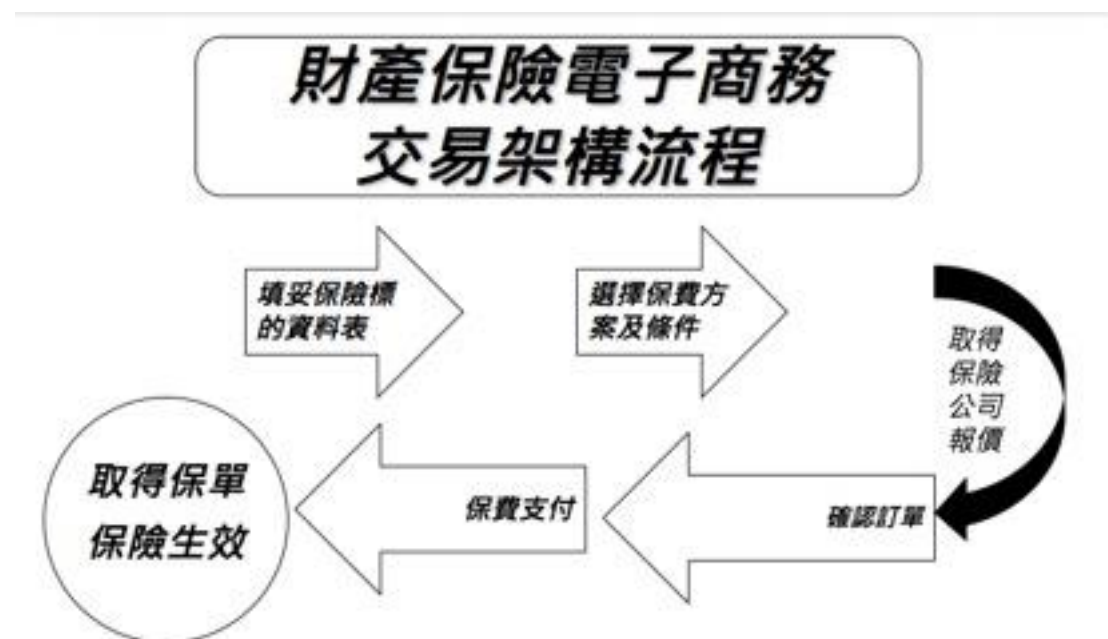 財產保險電子商務
交易架構流程
填妥保險標
的資料表
選擇保費方
案及條件
取得
保險
公司
報價
確認訂單
保費支付
取得保單
保險生效